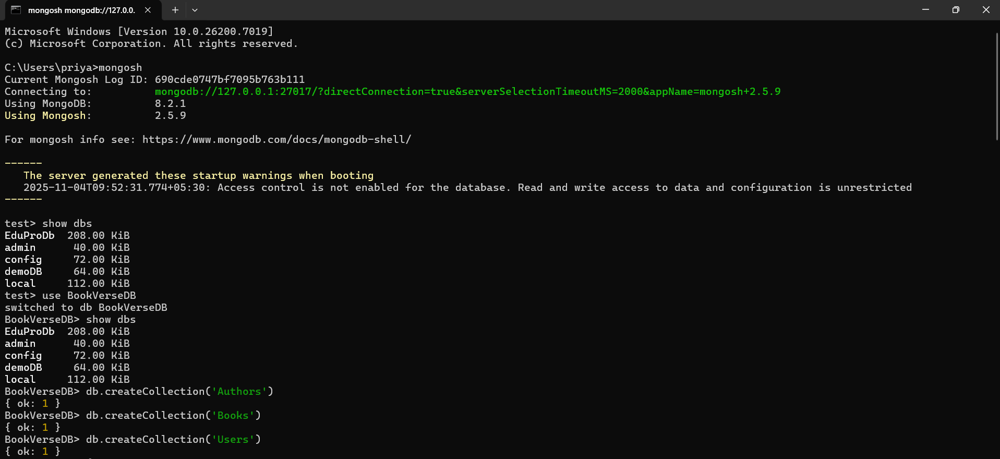 mongosh mongodb://127.0.0.
Microsoft Windows [Version 10.0.26200.7019]
(c) Microsoft Corporation. All rights reserved.
C:\Users\priya>mongosh
Current Mongosh Log ID: 690cde0747bf7095b763b111
Connecting to:          mongodb://127.0.0.1:27017/?directConnection=true&serverSelectionTimeoutMS=2000&appName=mongosh+2.5.9
Using MongoDB:          8.2.1
Using Mongosh:          2.5.9
For mongosh info see: https://www.mongodb.com/docs/mongodb-shell/
------
   The server generated these startup warnings when booting
   2025-11-04T09:52:31.774+05:30: Access control is not enabled for the database. Read and write access to data and configuration is unrestricted
------
test> show dbs
EduProDb  208.00 KiB
admin      40.00 KiB
config     72.00 KiB
demoDB     64.00 KiB
local     112.00 KiB
test> use BookVerseDB
switched to db BookVerseDB
BookVerseDB> show dbs
EduProDb  208.00 KiB
admin      40.00 KiB
config     72.00 KiB
demoDB     64.00 KiB
local     112.00 KiB
BookVerseDB> db.createCollection('Authors')
{ ok: 1 }
BookVerseDB> db.createCollection('Books')
{ ok: 1 }
BookVerseDB> db.createCollection('Users')
{ ok: 1 }